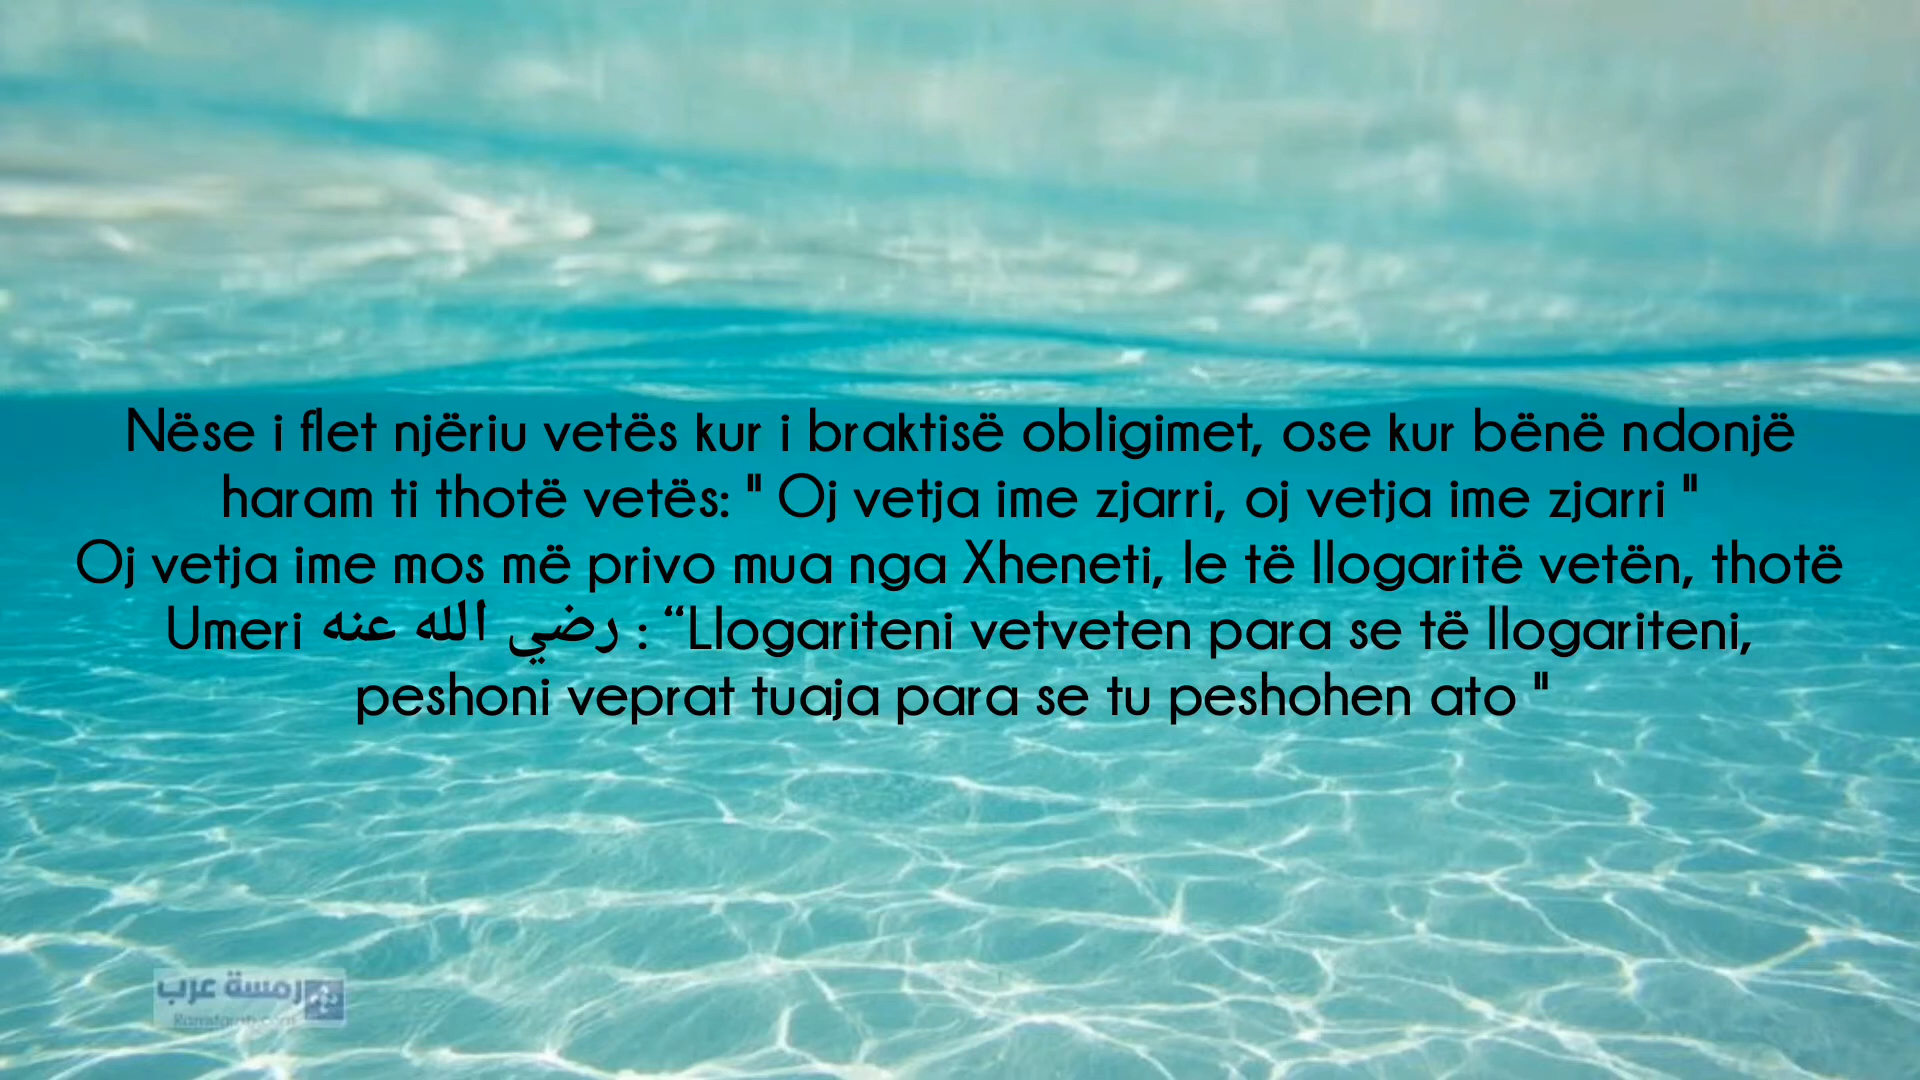 Nëse i flet njëriu vetës kur i braktisë obligimet, ose kur bënë ndonjë
haram ti thotë vetës: " Oj vetja ime zjarri, oj vetja ime zjarri "
Oj vetja ime mos më privo mua nga Xheneti, le të llogaritë vetën, thotë
Umeri رضي الله عنه : “Llogariteni vetveten para se të llogariteni,
peshoni veprat tuaja para se tu peshohen ato "
رمسة عرب